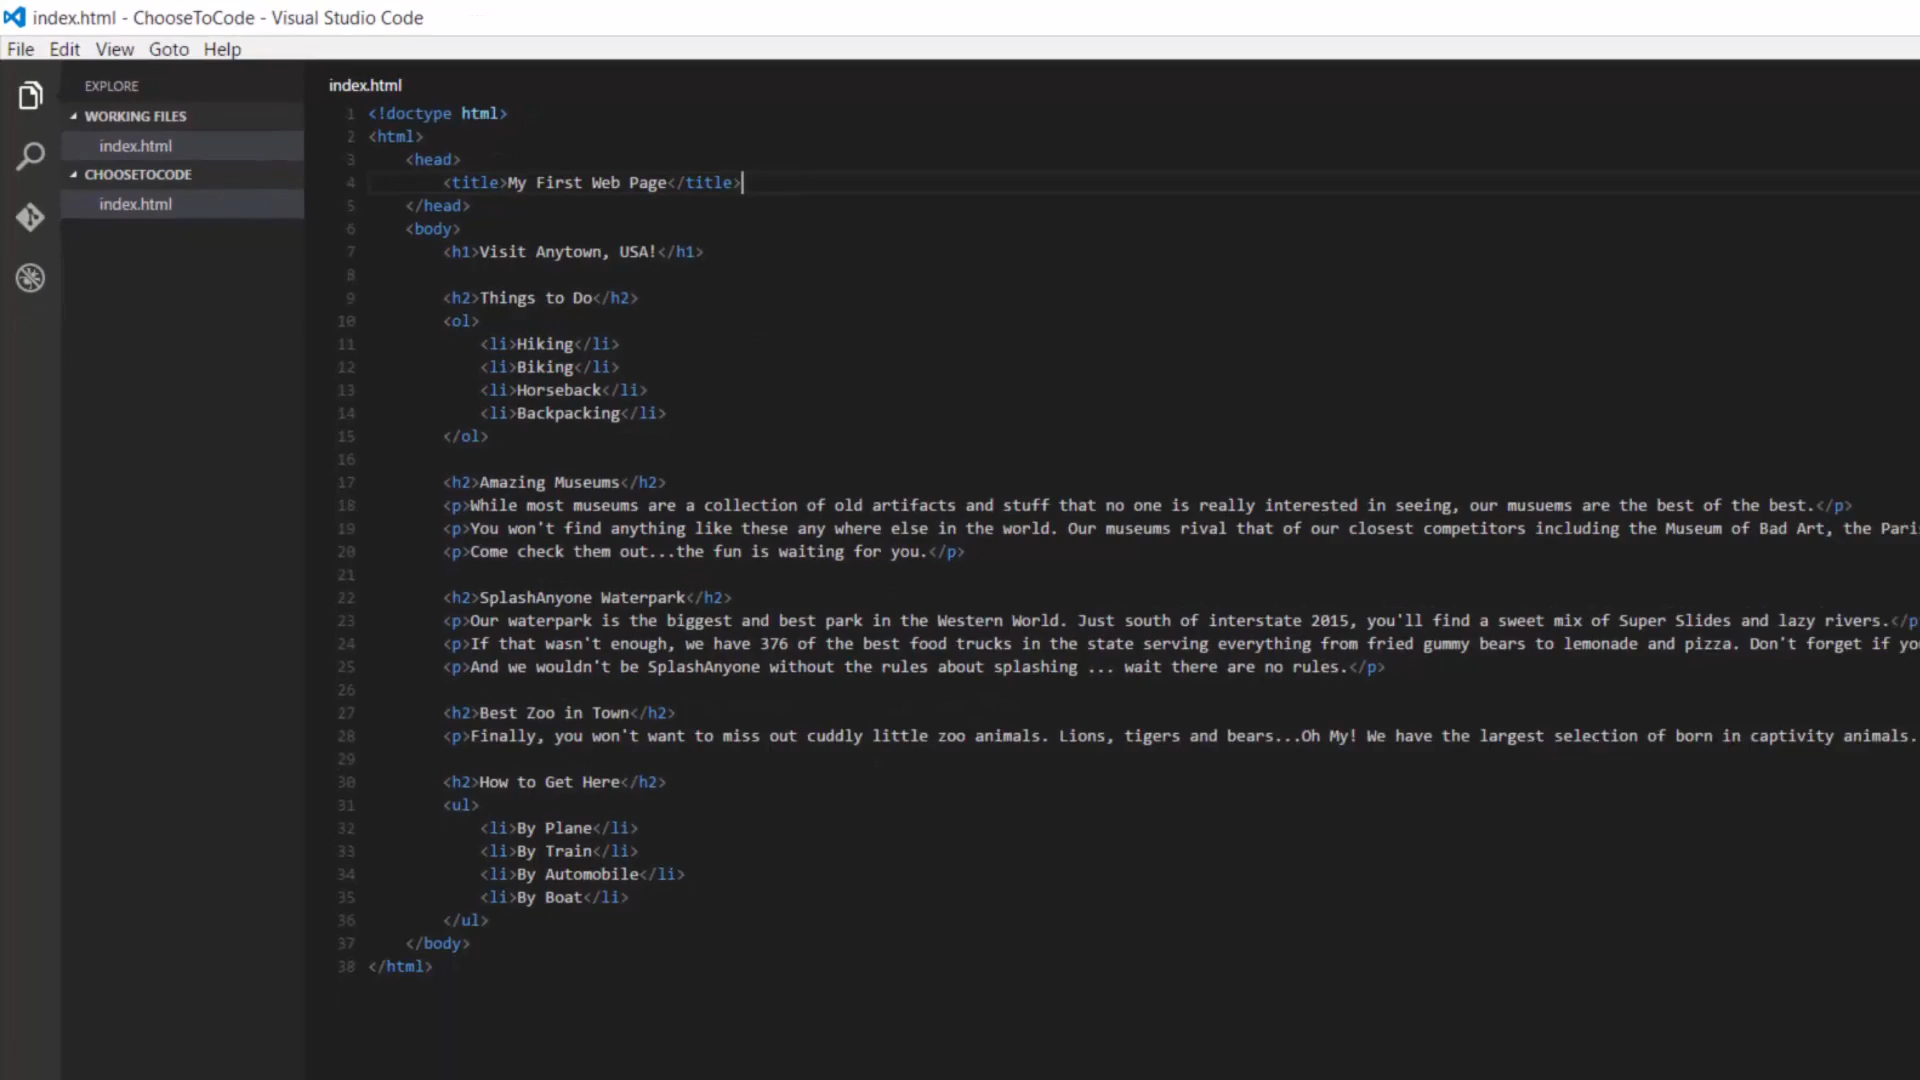 index.html - ChooseToCode - Visual Studio Code
File Edit View Goto Help
EXPLORE
WORKING FILES
index.html
CHOOSETOCODE
index.html
index.html
1 <!doctype html>
2 <html>
3 <head>
4 <title>My First Web Page</title>
5 </head>
6 <body>
7 <h1>Visit Anytown, USA!</h1>
8
9 <h2>Things to Do</h2>
10 <ol>
11 <li>Hiking</li>
12 <li>Biking</li>
13 <li>Horseback</li>
14 <li>Backpacking</li>
15 </ol>
16
17 <h2>Amazing Museums</h2>
18 <p>While most museums are a collection of old artifacts and stuff that no one is really interested in seeing, our musuems are the best of the best.</p>
19 <p>You won't find anything like these any where else in the world. Our museums rival that of our closest competitors including the Museum of Bad Art, the Pari
20 <p>Come check them out...the fun is waiting for you.</p>
21
22 <h2>SplashAnyone Waterpark</h2>
23 <p>Our waterpark is the biggest and best park in the Western World. Just south of interstate 2015, you'll find a sweet mix of Super Slides and lazy rivers.</p
24 <p>If that wasn't enough, we have 376 of the best food trucks in the state serving everything from fried gummy bears to lemonade and pizza. Don't forget if yo
25 <p>And we wouldn't be SplashAnyone without the rules about splashing ... wait there are no rules.</p>
26
27 <h2>Best Zoo in Town</h2>
28 <p>Finally, you won't want to miss out cuddly little zoo animals. Lions, tigers and bears...Oh My! We have the largest selection of born in captivity animals.
29
30 <h2>How to Get Here</h2>
31 <ul>
32 <li>By Plane</li>
33 <li>By Train</li>
34 <li>By Automobile</li>
35 <li>By Boat</li>
36 </ul>
37 </body>
38 </html>